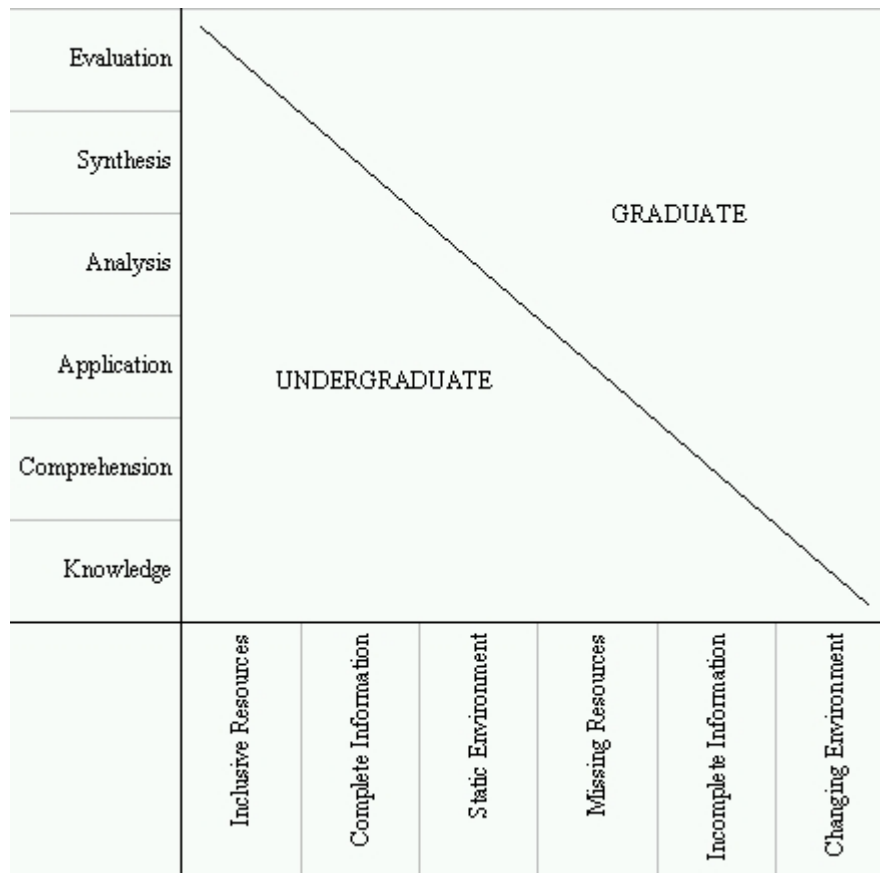 Evaluation
Synthesis
GRADUATE
Analysis
Application
UNDERGRADUATE
Comprehension
Knowledge
Inclusive Resources
Complete Information
Static Environment
Missing Resources
Incomplete Information
Changing Environment